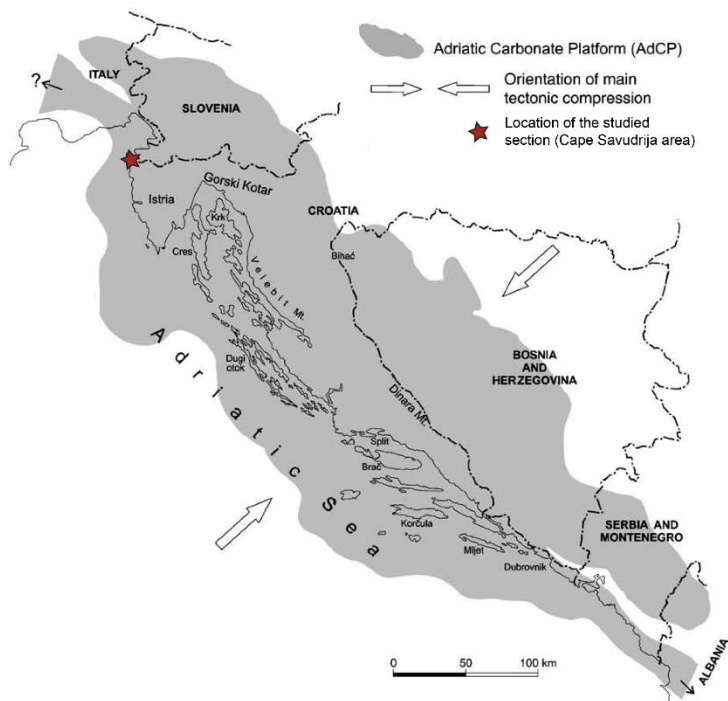 Adriatic Carbonate Platform (AdCP)
Orientation of main
tectonic compression
Location of the studied
section (Cape Savudrija area)
?
ITALY
SLOVENIA
Istria
Gorski Kotar
Krk
Cres
CROATIA
Bihać
Velebit Mt.
Dugi
otok
Adriatic Sea
Dinara Mt.
BOSNIA
AND
HERZEGOVINA
Split
Brač
Korčula
Mljet
Dubrovnik
SERBIA AND
MONTENEGRO
ALBANIA
0 50 100 km